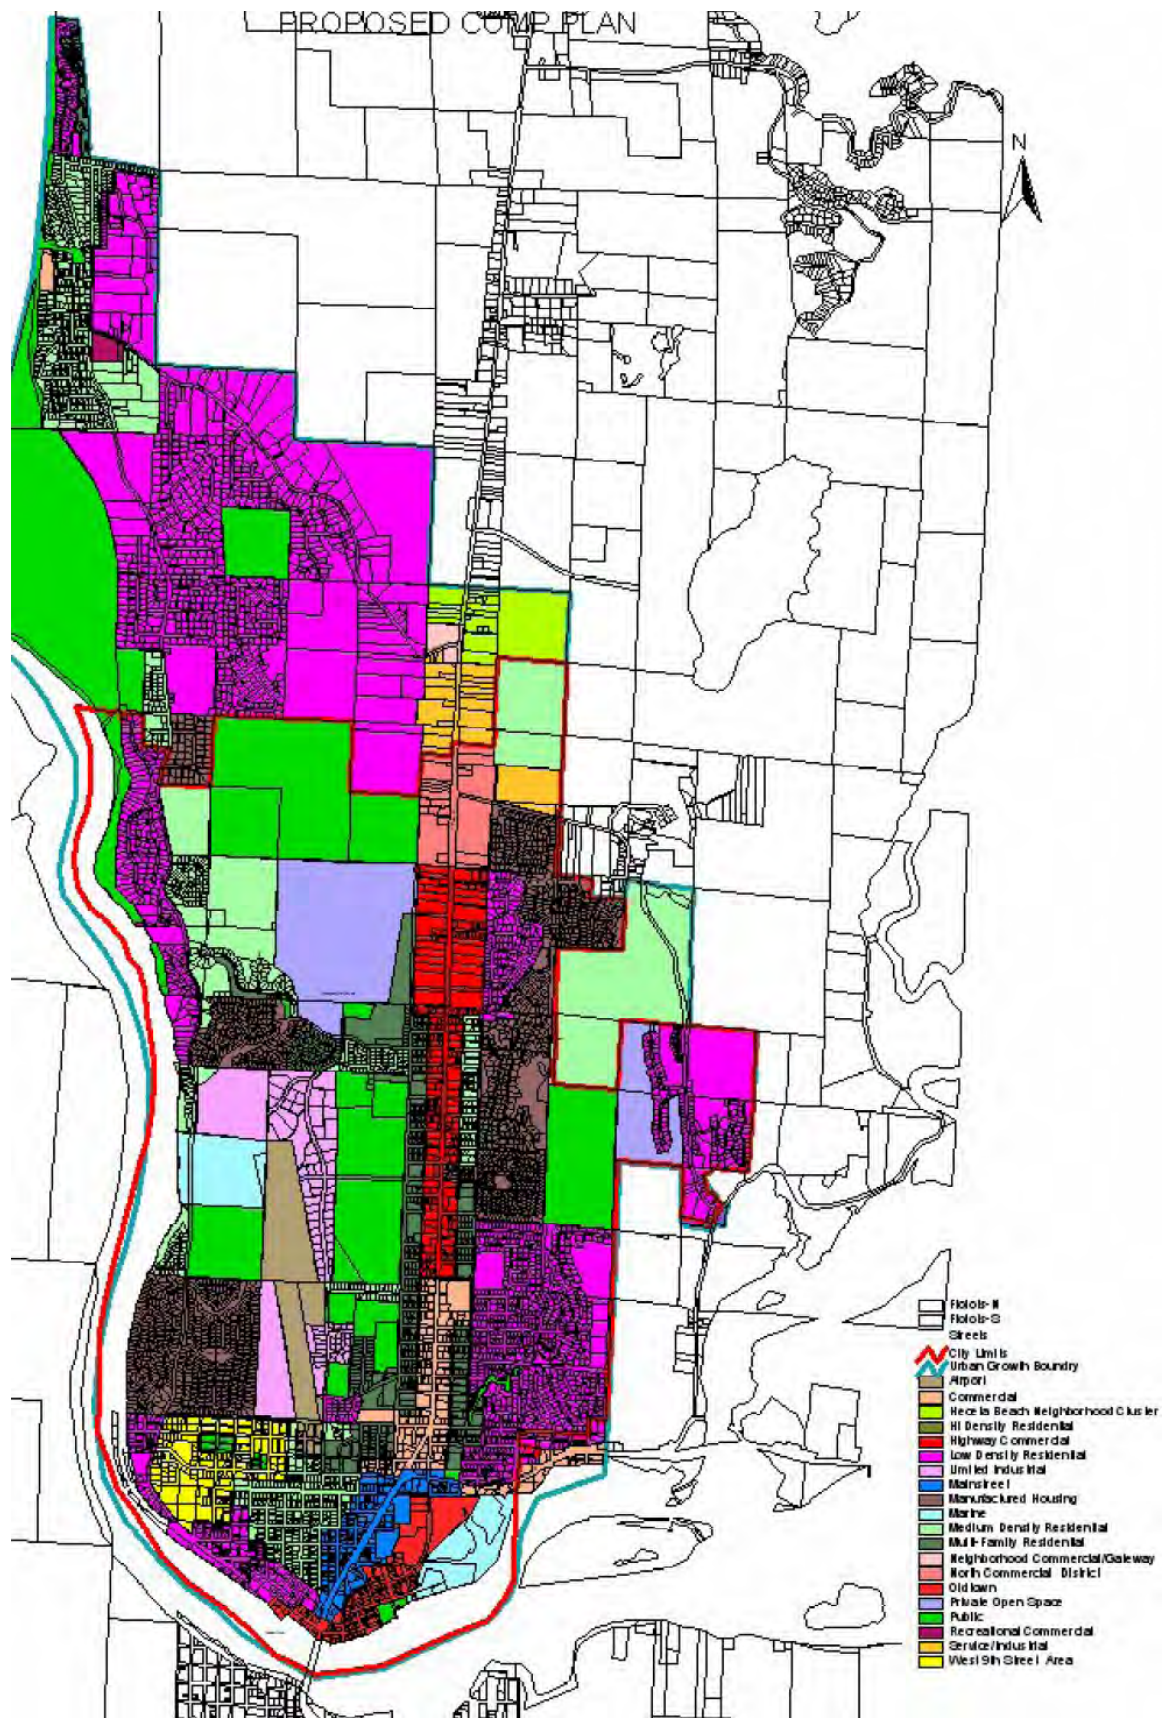 PROPOSED COMP PLAN
N
Streets
City Limits
Urban Growth Boundry
Airport
Commercial
Heceta Beach Neighborhood Cluster
Hi Density Residential
Highway Commercial
Low Density Residential
Limited Industrial
Mainstreet
Manufactured Housing
Marine
Medium Density Residential
Multi-Family Residential
Neighborhood Commercial/Gateway
North Commercial District
Oldtown
Private Open Space
Public
Recreational Commercial
Service/Industrial
West 9th Street Area